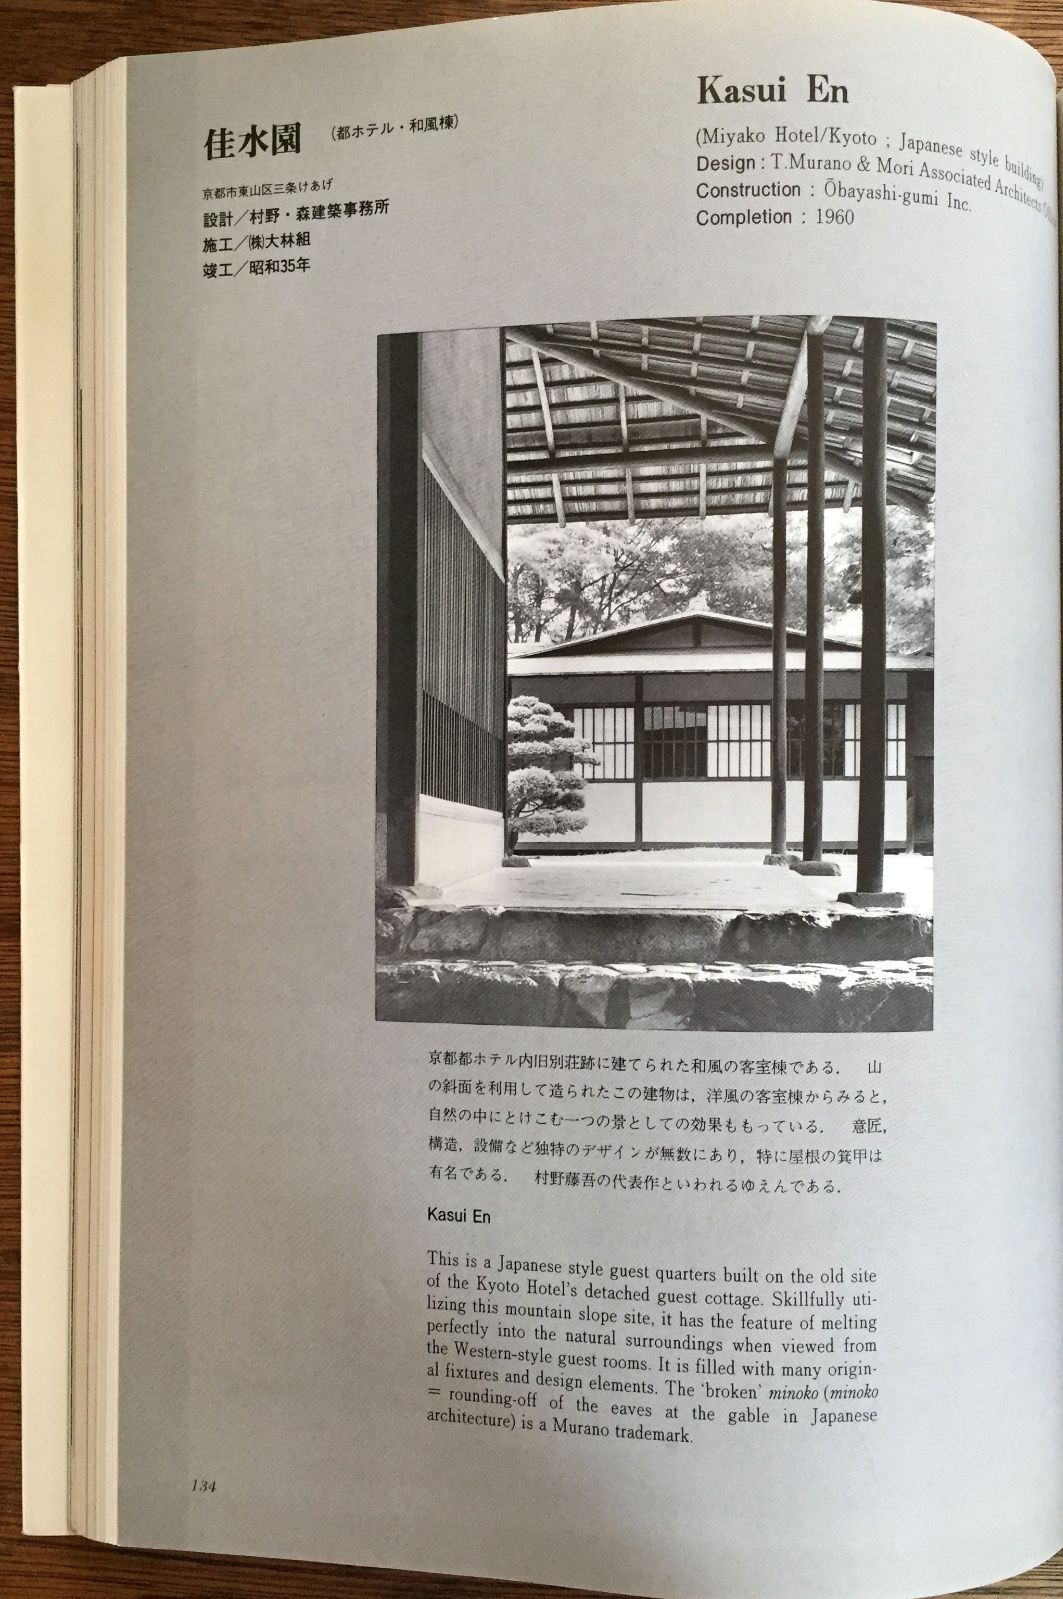 佳水園 (都ホテル・和風棟)
京都市東山区三条けあげ
設計／村野・森建築事務所
施工／㈱大林組
竣工／昭和35年
Kasui En
(Miyako Hotel/Kyoto ; Japanese style building)
Design : T.Murano & Mori Associated Architects
Construction : Ōbayashi-gumi Inc.
Completion : 1960
京都都ホテル内旧別荘跡に建てられた和風の客室棟である．　山
の斜面を利用して造られたこの建物は，洋風の客室棟からみると，
自然の中にとけこむ一つの景としての効果ももっている．　意匠，
構造，設備など独特のデザインが無数にあり，特に屋根の箕甲は
有名である．　村野藤吾の代表作といわれるゆえんである．
Kasui En
This is a Japanese style guest quarters built on the old site
of the Kyoto Hotel's detached guest cottage. Skillfully uti-
lizing this mountain slope site, it has the feature of melting
perfectly into the natural surroundings when viewed from
the Western-style guest rooms. It is filled with many origin-
al fixtures and design elements. The 'broken' minoko (minoko
= rounding-off of the eaves at the gable in Japanese
architecture) is a Murano trademark.
134